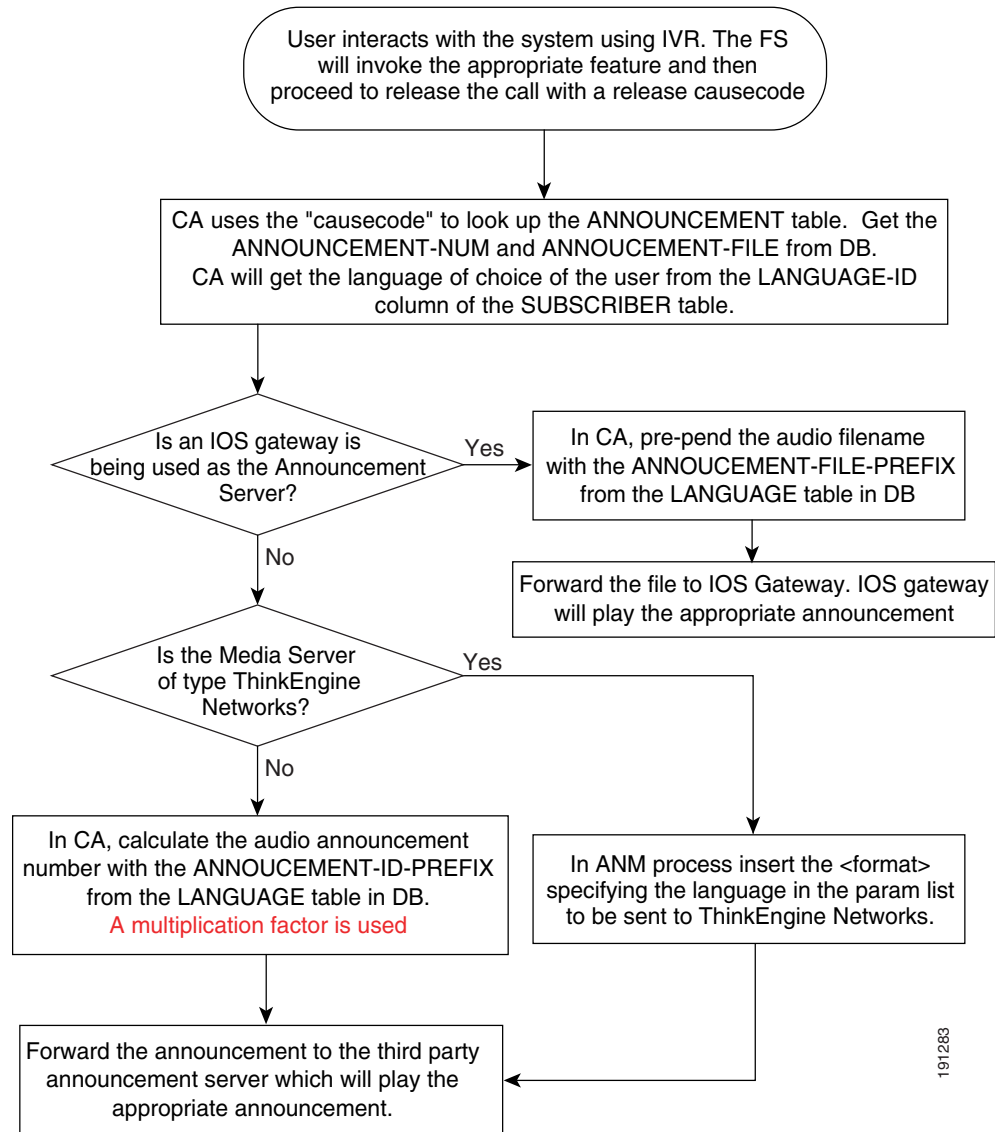 User interacts with the system using IVR. The FS
will invoke the appropriate feature and then
proceed to release the call with a release causecode
CA uses the "causecode" to look up the ANNOUNCEMENT table. Get the
ANNOUNCEMENT-NUM and ANNOUCEMENT-FILE from DB.
CA will get the language of choice of the user from the LANGUAGE-ID
column of the SUBSCRIBER table.
Is an IOS gateway is
being used as the Announcement
Server?
Yes
In CA, pre-pend the audio filename
with the ANNOUCEMENT-FILE-PREFIX
from the LANGUAGE table in DB
No
Forward the file to IOS Gateway. IOS gateway
will play the appropriate announcement
Is the Media Server
of type ThinkEngine
Networks?
Yes
No
In CA, calculate the audio announcement
number with the ANNOUCEMENT-ID-PREFIX
from the LANGUAGE table in DB.
A multiplication factor is used
In ANM process insert the <format>
specifying the language in the param list
to be sent to ThinkEngine Networks.
Forward the announcement to the third party
announcement server which will play the
appropriate announcement.
191283